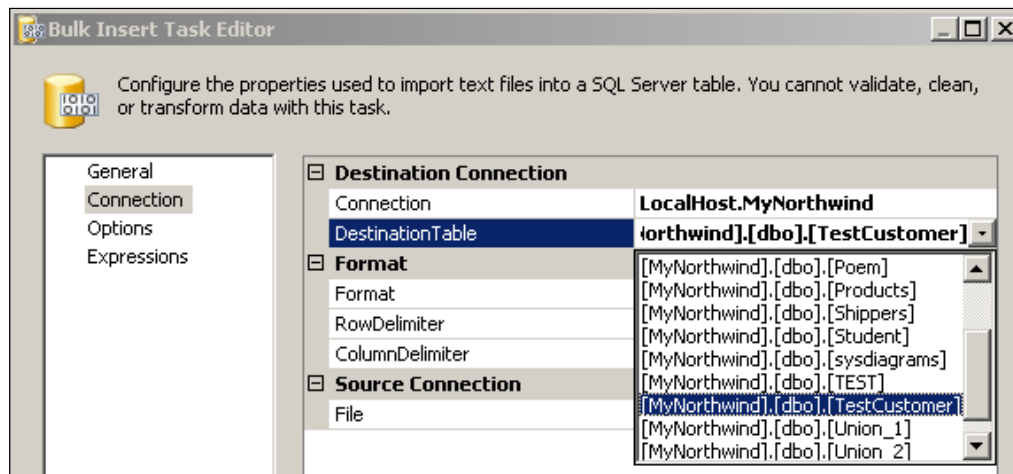 Bulk Insert Task Editor
Configure the properties used to import text files into a SQL Server table. You cannot validate, clean,
or transform data with this task.
General
Connection
Options
Expressions
Destination Connection
Connection LocalHost.MyNorthwind
DestinationTable orthwind].[dbo].[TestCustomer]
Format
Format
RowDelimiter
ColumnDelimiter
Source Connection
File
[MyNorthwind].[dbo].[Poem]
[MyNorthwind].[dbo].[Products]
[MyNorthwind].[dbo].[Shippers]
[MyNorthwind].[dbo].[Student]
[MyNorthwind].[dbo].[sysdiagrams]
[MyNorthwind].[dbo].[TEST]
[MyNorthwind].[dbo].[TestCustomer]
[MyNorthwind].[dbo].[Union_1]
[MyNorthwind].[dbo].[Union_2]